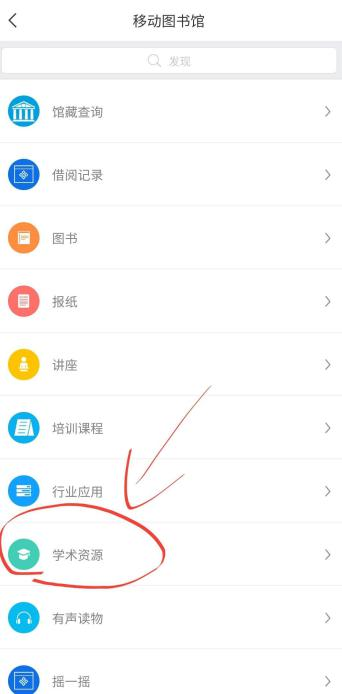 移动图书馆
发现
馆藏查询
借阅记录
图书
报纸
讲座
培训课程
行业应用
学术资源
有声读物
摇一摇